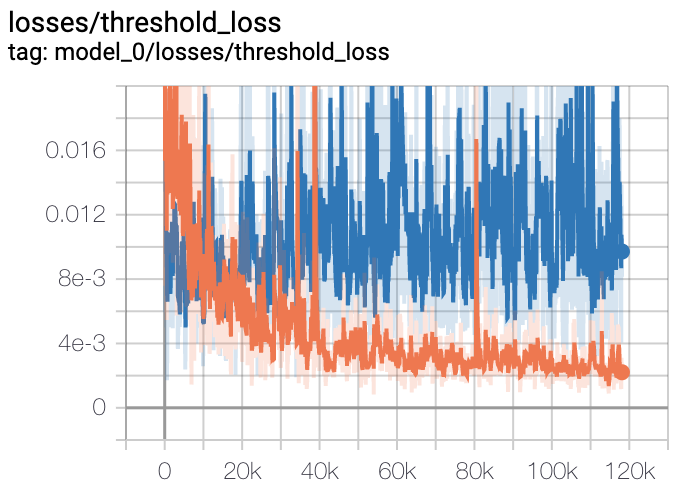 losses/threshold_loss
tag: model_0/losses/threshold_loss
0.016
0.012
8e-3
4e-3
0
0 20k 40k 60k 80k 100k 120k